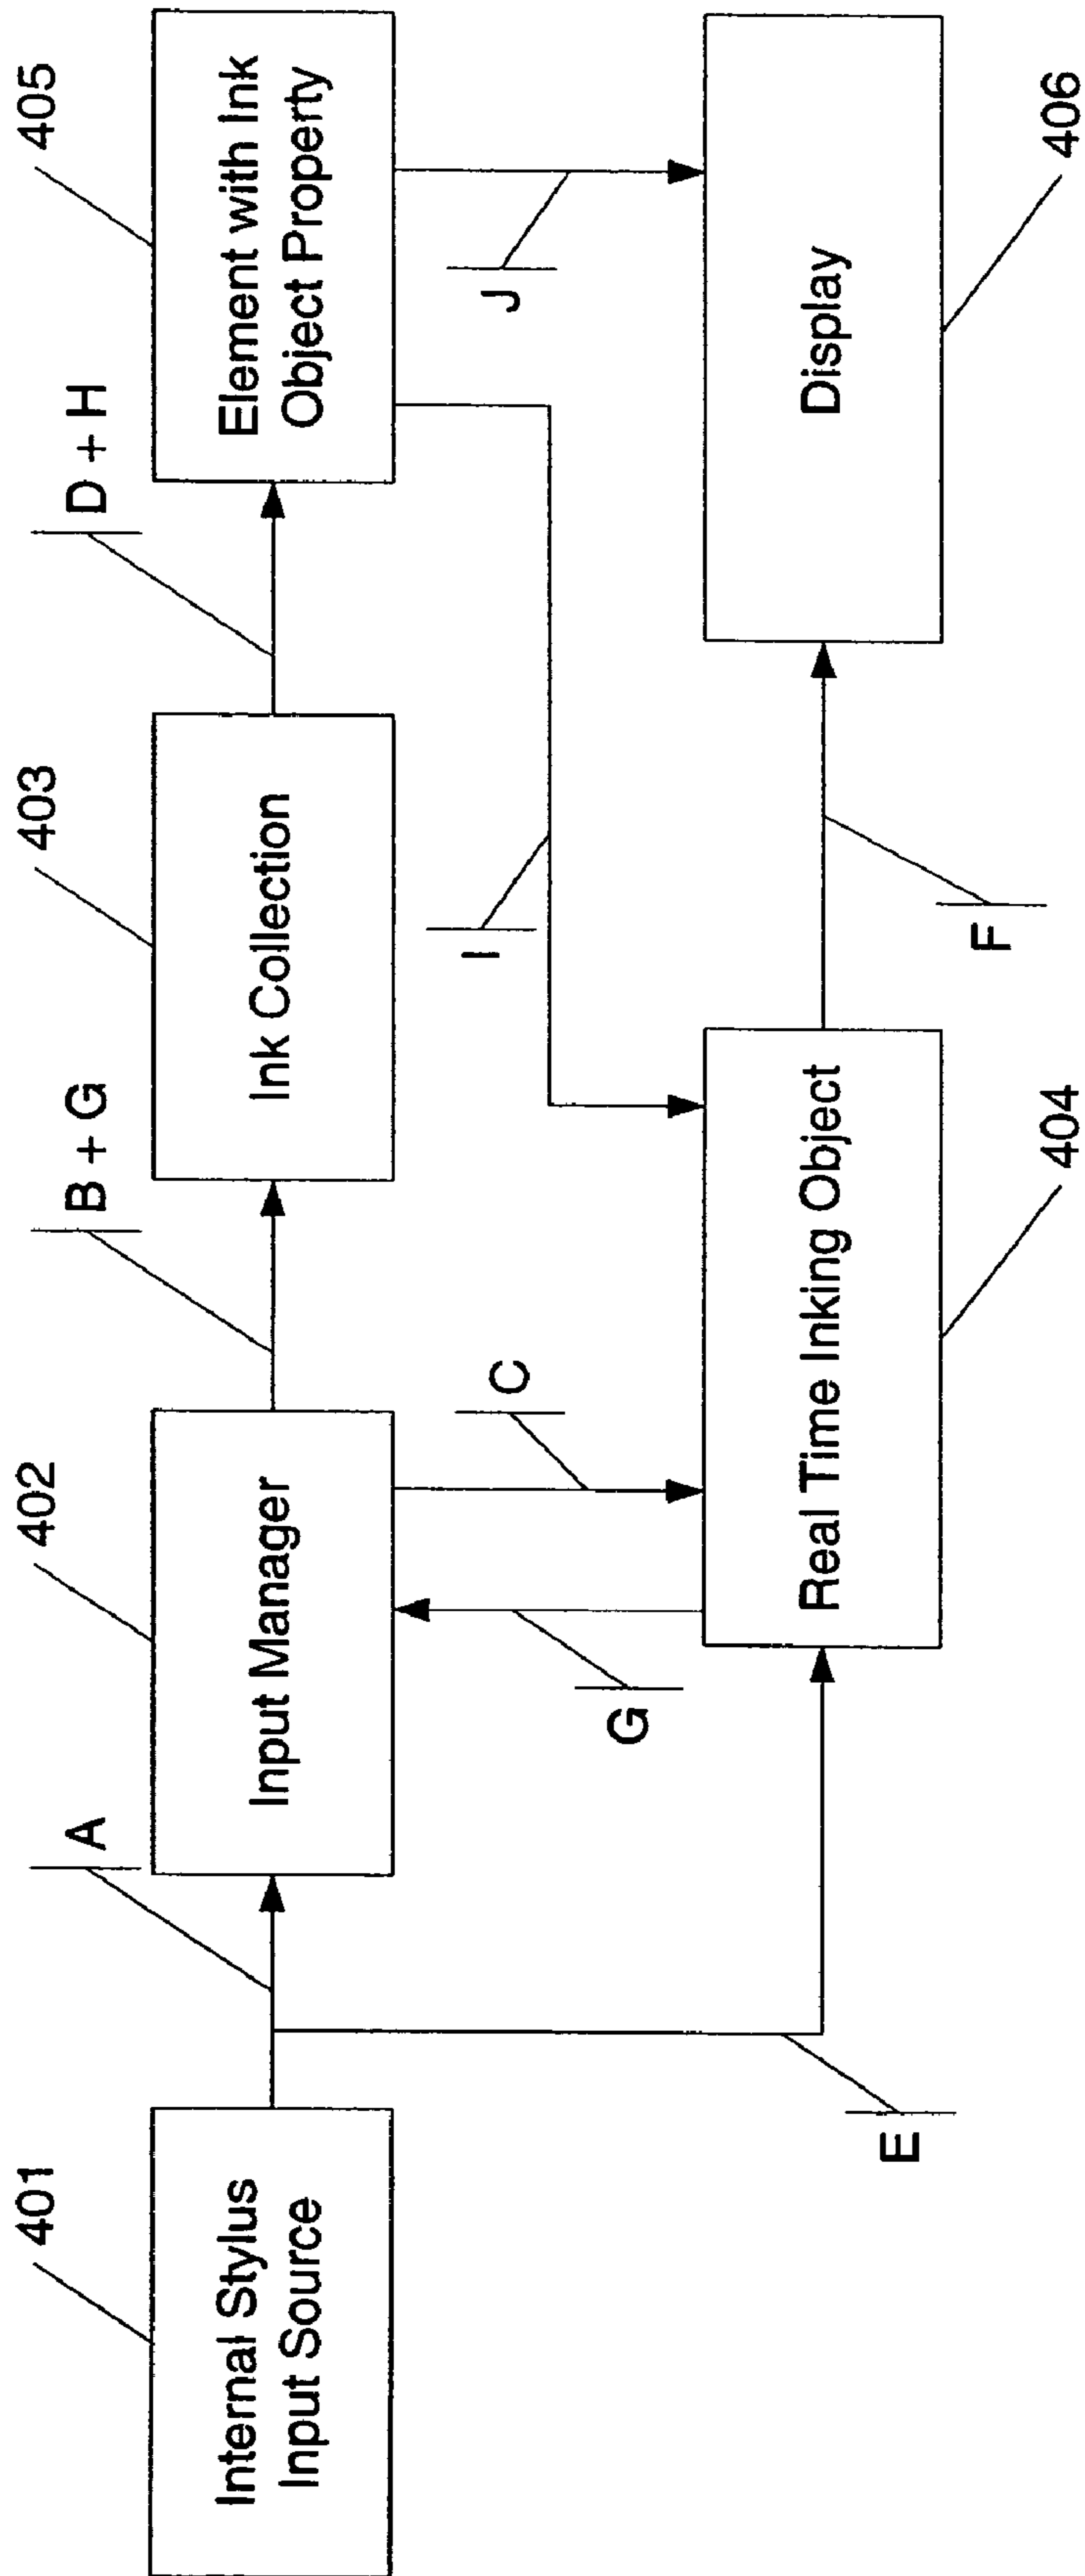 401
402
403
405
A
B + G
D + H
Internal Stylus
Input Source
Input Manager
Ink Collection
Element with Ink
Object Property
G
C
I
J
Real Time Inking Object
Display
E
F
404
406